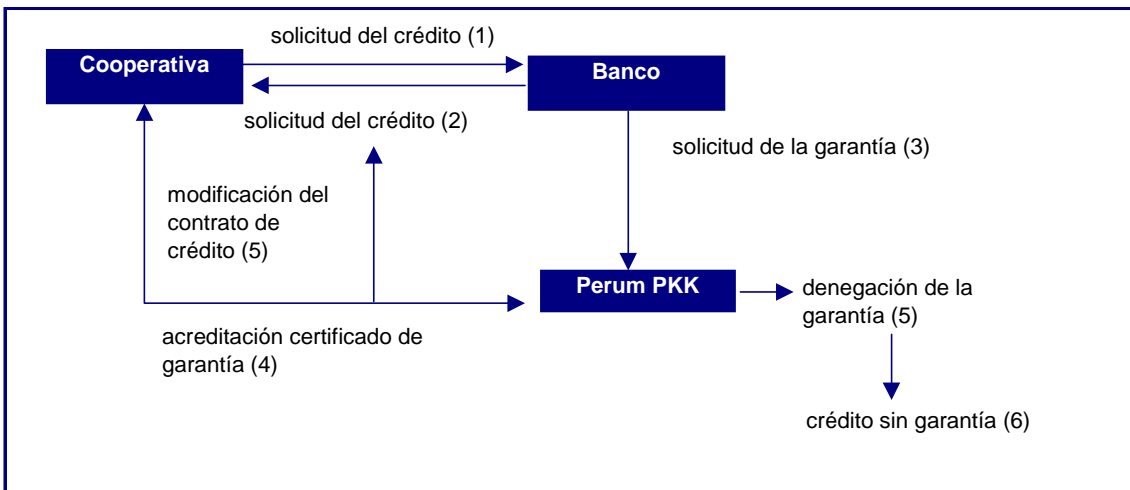 solicitud del crédito (1)
Cooperativa
Banco
solicitud del crédito (2)
solicitud de la garantía (3)
modificación del
contrato de
crédito (5)
Perum PKK
denegación de la
garantía (5)
acreditación certificado de
garantía (4)
crédito sin garantía (6)